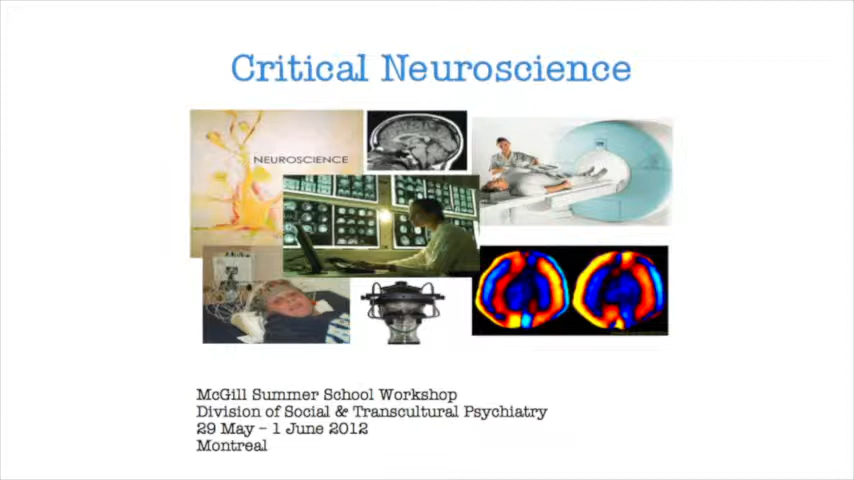 Critical Neuroscience
NEUROSCIENCE
McGill Summer School Workshop
Division of Social & Transcultural Psychiatry
29 May – 1 June 2012
Montreal